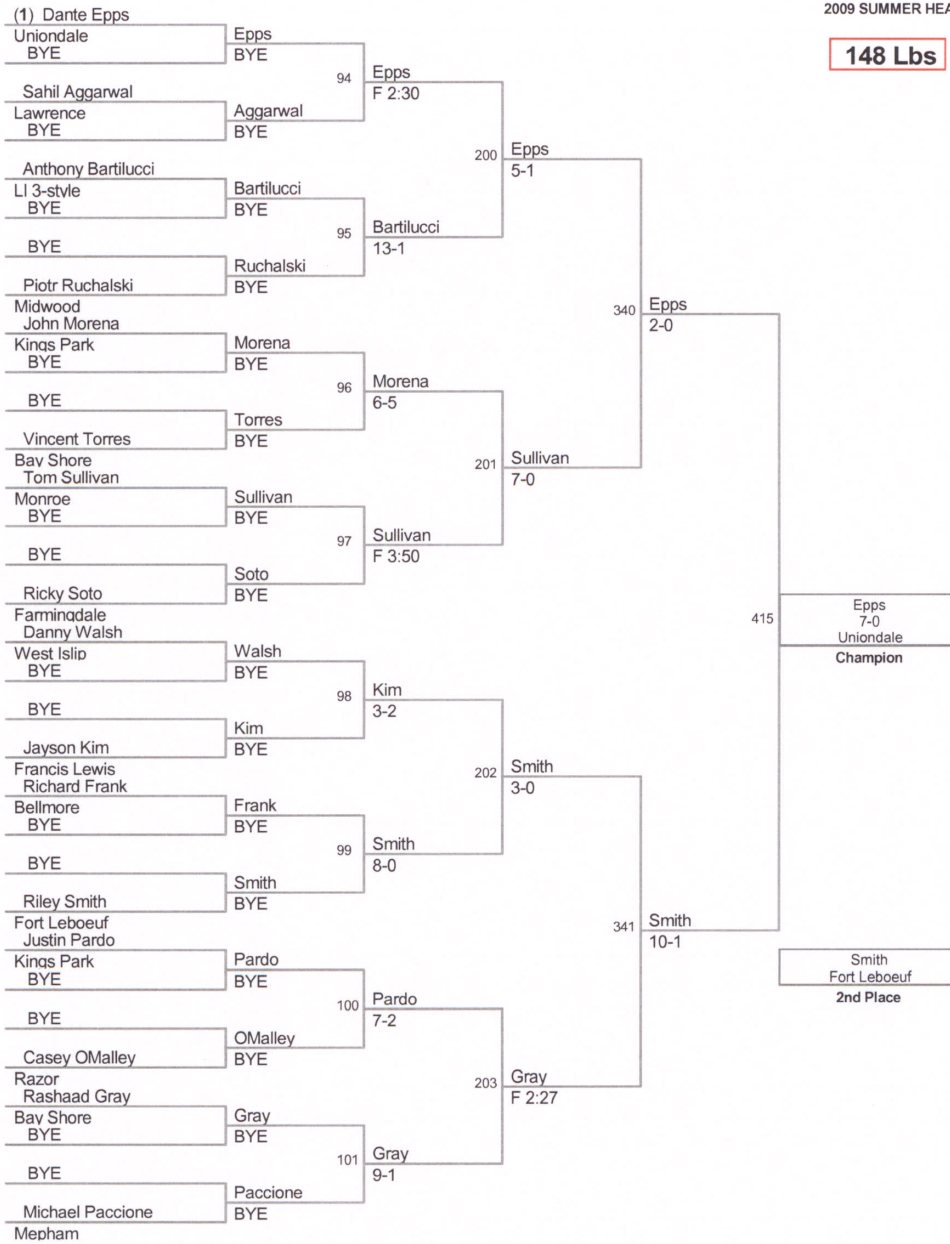 2009 SUMMER HEA
148 Lbs
(1) Dante Epps
Uniondale
BYE
Sahil Aggarwal
Lawrence
BYE
Anthony Bartilucci
LI 3-style
BYE
BYE
Piotr Ruchalski
Midwood
John Morena
Kings Park
BYE
BYE
Vincent Torres
Bay Shore
Tom Sullivan
Monroe
BYE
BYE
Ricky Soto
Farmingdale
Danny Walsh
West Islip
BYE
BYE
Jayson Kim
Francis Lewis
Richard Frank
Bellmore
BYE
BYE
Riley Smith
Fort Leboeuf
Justin Pardo
Kings Park
BYE
BYE
Casey OMalley
Razor
Rashaad Gray
Bay Shore
BYE
BYE
Michael Paccione
Mepham
Epps
BYE
Aggarwal
BYE
Bartilucci
BYE
Ruchalski
BYE
Morena
BYE
Torres
BYE
Sullivan
BYE
Soto
BYE
Walsh
BYE
Kim
BYE
Frank
BYE
Smith
BYE
Pardo
BYE
OMalley
BYE
Gray
BYE
Paccione
BYE
94
Epps
F 2:30
95
Bartilucci
13-1
96
Morena
6-5
97
Sullivan
F 3:50
98
Kim
3-2
99
Smith
8-0
100
Pardo
7-2
101
Gray
9-1
200
Epps
5-1
201
Sullivan
7-0
202
Smith
3-0
203
Gray
F 2:27
340
Epps
2-0
341
Smith
10-1
415
Epps
7-0
Uniondale
Champion
Smith
Fort Leboeuf
2nd Place